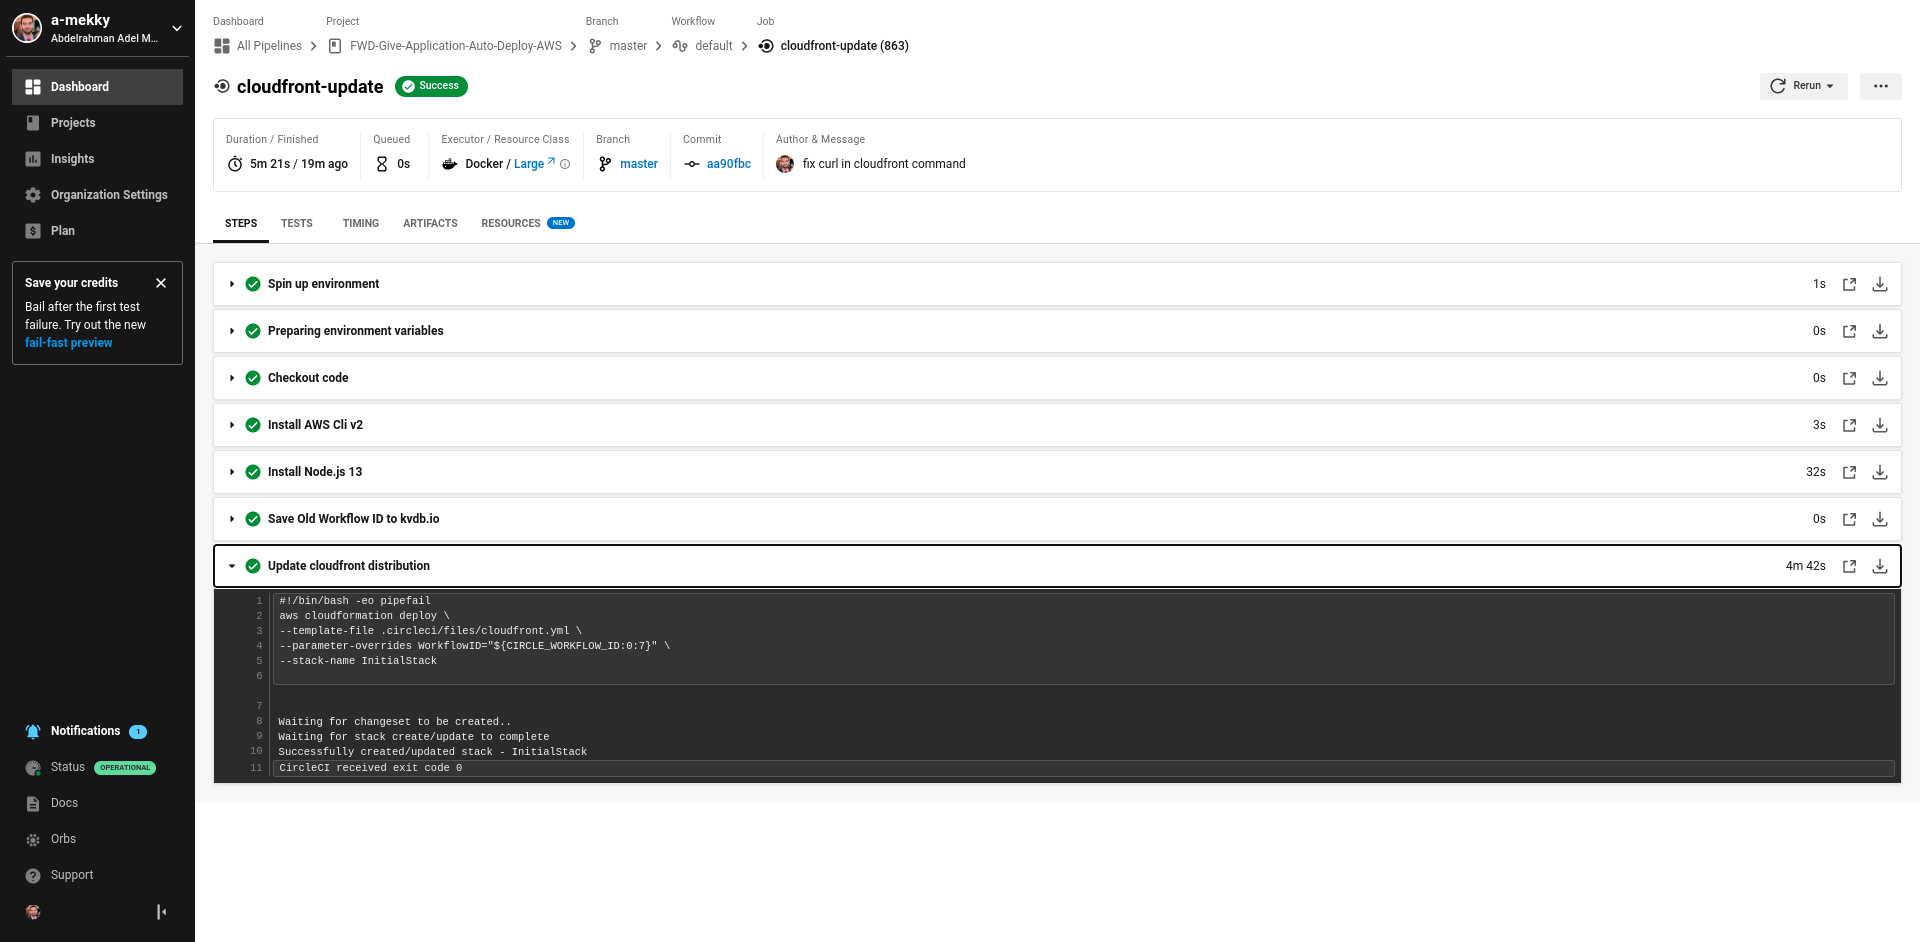 a-mekky
Abdelrahman Adel M...
Dashboard
Projects
Insights
Organization Settings
Plan
Save your credits
Bail after the first test
failure. Try out the new
fail-fast preview
Notifications 1
Status OPERATIONAL
Docs
Orbs
Support
Dashboard Project Branch Workflow Job
All Pipelines FWD-Give-Application-Auto-Deploy-AWS master default cloudfront-update (863)
cloudfront-update Success Rerun
Duration / Finished Queued Executor / Resource Class Branch Commit Author & Message
5m 21s / 19m ago 0s Docker / Large master aa90fbc fix curl in cloudfront command
STEPS TESTS TIMING ARTIFACTS RESOURCES NEW
Spin up environment 1s
Preparing environment variables 0s
Checkout code 0s
Install AWS Cli v2 3s
Install Node.js 13 32s
Save Old Workflow ID to kvdb.io 0s
Update cloudfront distribution 4m 42s
1 #!/bin/bash -eo pipefail
2 aws cloudformation deploy \
3 --template-file .circleci/files/cloudfront.yml \
4 --parameter-overrides WorkflowID="${CIRCLE_WORKFLOW_ID:0:7}" \
5 --stack-name InitialStack
6
7
8 Waiting for changeset to be created..
9 Waiting for stack create/update to complete
10 Successfully created/updated stack - InitialStack
11 CircleCI received exit code 0